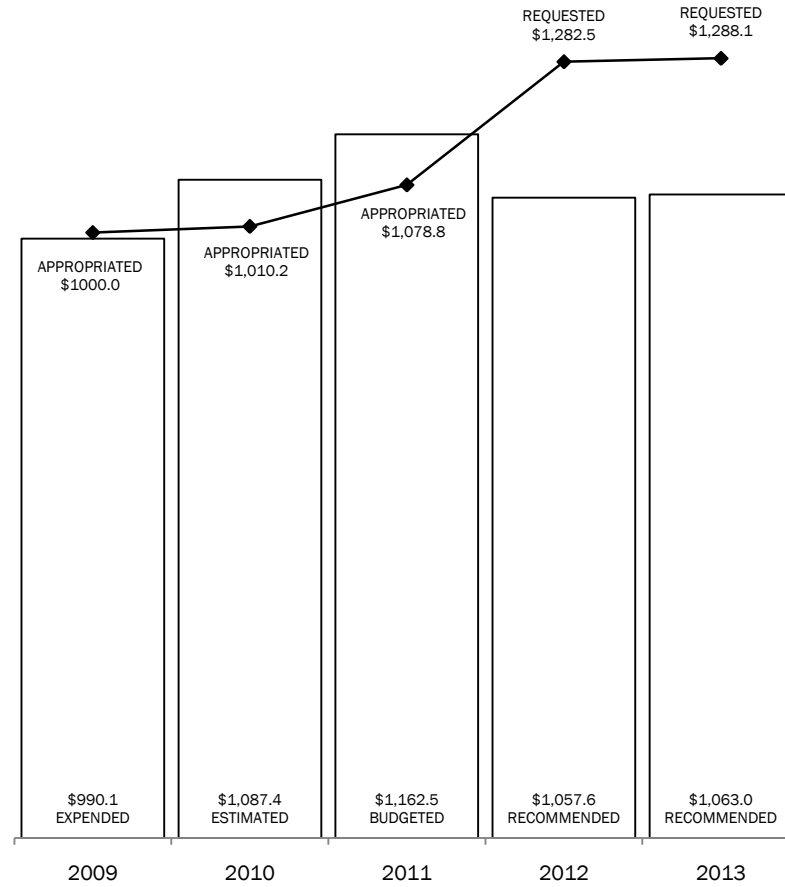 REQUESTED
$1,282.5
REQUESTED
$1,288.1
APPROPRIATED
$1000.0
APPROPRIATED
$1,010.2
APPROPRIATED
$1,078.8
$990.1
EXPENDED
$1,087.4
ESTIMATED
$1,162.5
BUDGETED
$1,057.6
RECOMMENDED
$1,063.0
RECOMMENDED
2009
2010
2011
2012
2013